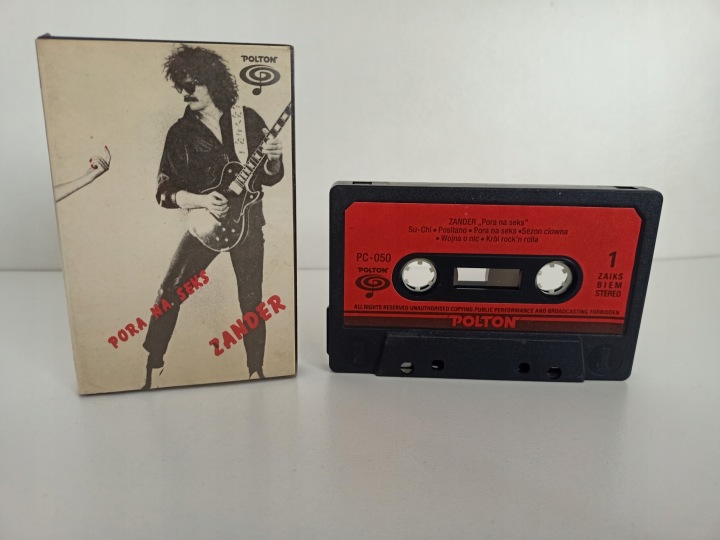 POLTON
PORA NA SEKS
ZANDER
ZANDER „Pora na seks"
Su-Chi • Positano • Pora na seks •Sezon clowna
• Wojna o nic • Król rock'n rolla
PC-050
POLTON
1
ZAIKS
BIEM
STEREO
ALL RIGHTS RESERVED UNAUTHORISED COPYING PUBLIC PERFORMANCE AND BROADCASTING FORBIDDEN
POLTON